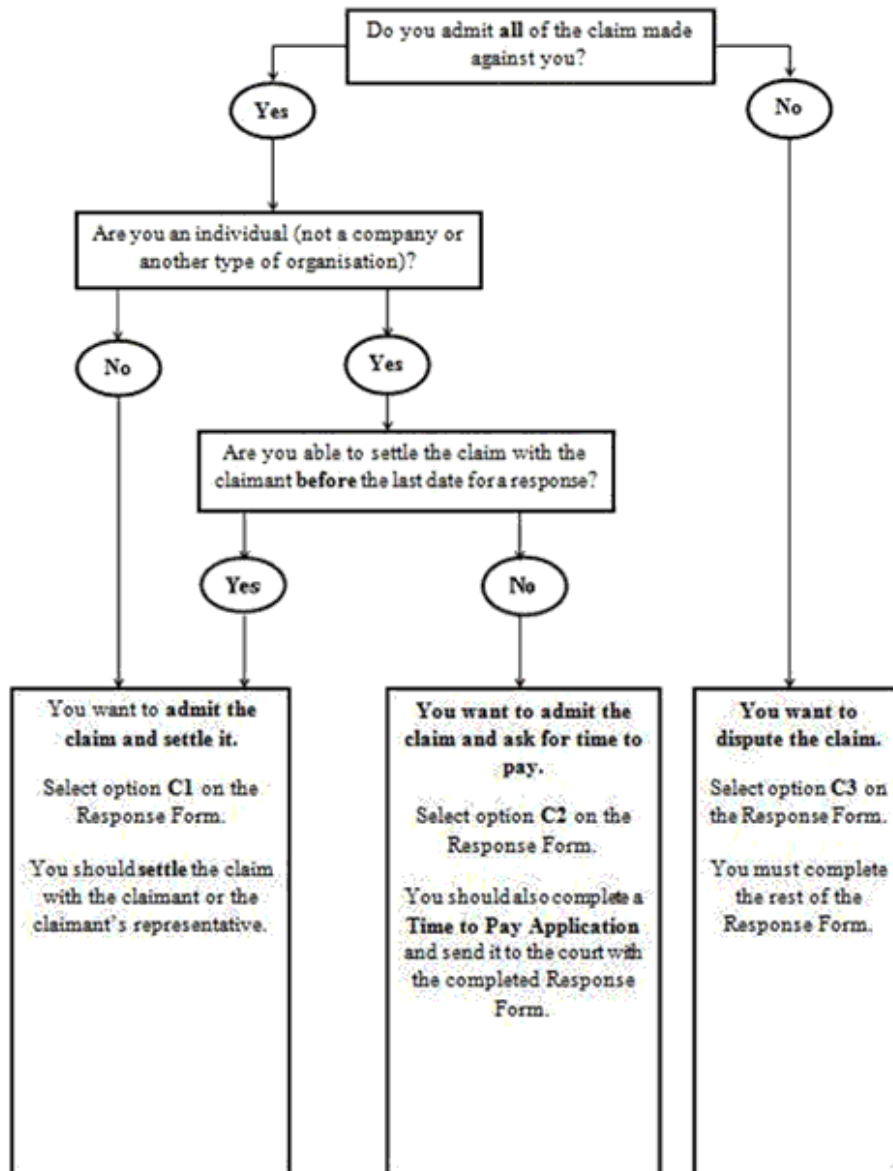 Do you admit all of the claim made
against you?
Yes
No
Are you an individual (not a company or
another type of organisation)?
No
Yes
Are you able to settle the claim with the
claimant before the last date for a response?
Yes
No
You want to admit the
claim and settle it.
Select option C1 on the
Response Form.
You should settle the claim
with the claimant or the
claimant's representative.
You want to admit the
claim and ask for time to
pay.
Select option C2 on the
Response Form.
You should also complete a
Time to Pay Application
and send it to the court with
the completed Response
Form.
You want to
dispute the claim.
Select option C3 on
the Response Form.
You must complete
the rest of the
Response Form.